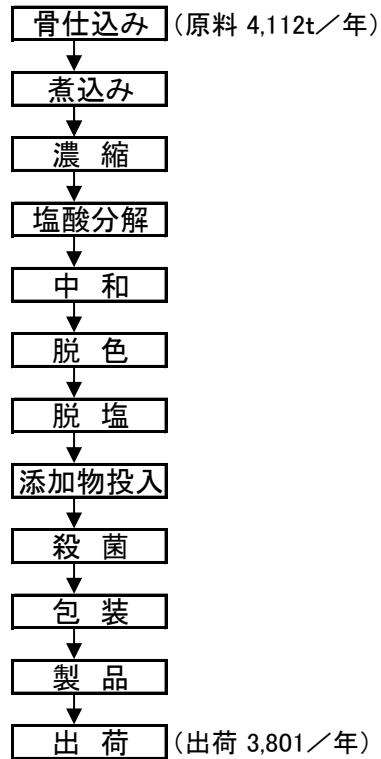 骨仕込み (原料 4,112t/年)
煮込み
濃 縮
塩酸分解
中 和
脱 色
脱 塩
添加物投入
殺 菌
包 装
製 品
出 荷 (出荷 3,801/年)